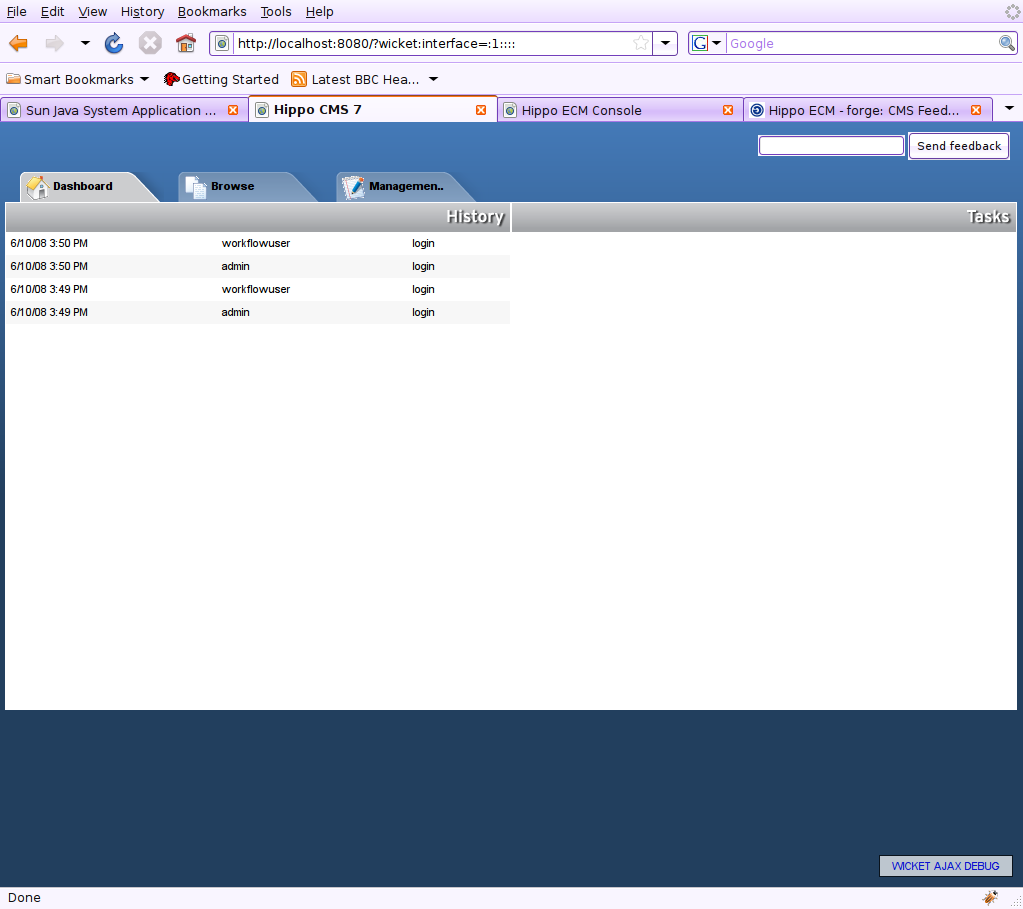 File Edit View History Bookmarks Tools Help
http://localhost:8080/?wicket:interface=:1:::: G Google
Smart Bookmarks Getting Started Latest BBC Hea...
Sun Java System Application ... Hippo CMS 7 Hippo ECM Console Hippo ECM - forge: CMS Feed...
Send feedback
Dashboard Browse Managemen..
History Tasks
6/10/08 3:50 PM workflowuser login
6/10/08 3:50 PM admin login
6/10/08 3:49 PM workflowuser login
6/10/08 3:49 PM admin login
WICKET AJAX DEBUG
Done